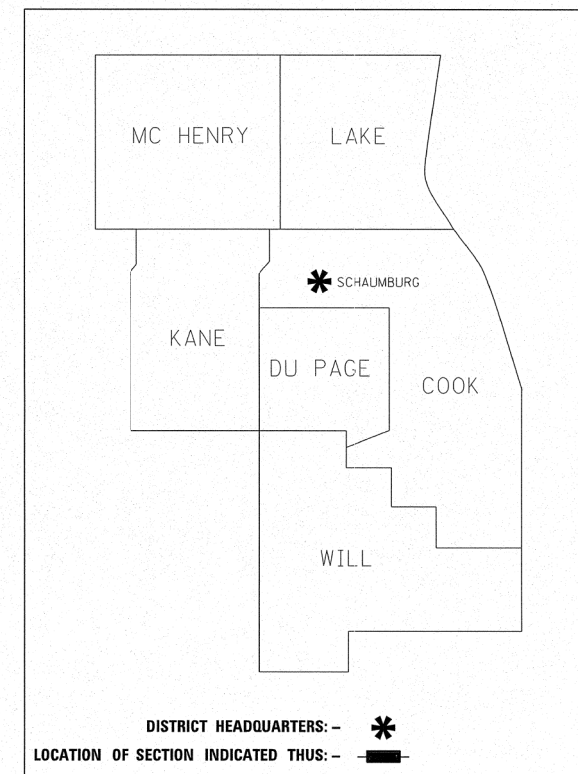 MC HENRY
LAKE
SCHAUMBURG
KANE
DU PAGE
COOK
WILL
DISTRICT HEADQUARTERS: –
LOCATION OF SECTION INDICATED THUS: –